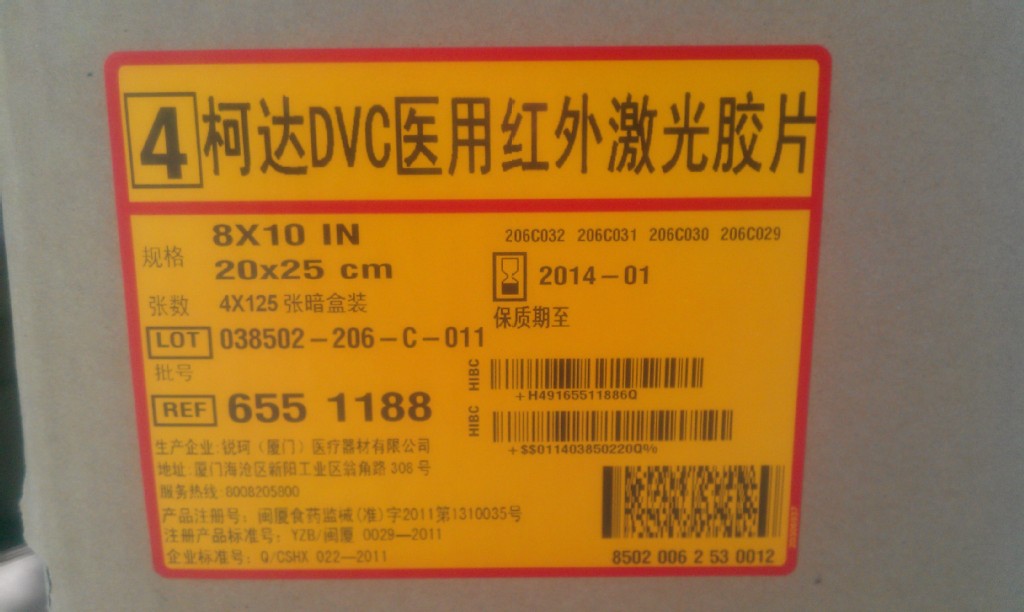 4 柯达DVC医用红外激光胶片
规格 8X10 IN
20x25 cm
张数 4X125 张暗盒装
LOT 038502-206-C-011
批号
REF 655 1188
206C032 206C031 206C030 206C029
2014-01
保质期至
HIBC
+H49165511886Q
HIBC
+$$011403850220Q%
8502 006 2 53 0012
生产企业:锐珂(厦门)医疗器材有限公司
地址:厦门海沧区新阳工业区翁角路 306 号
服务热线:8008205800
产品注册号: 闽厦食药监械(准)字2011第1310035号
注册产品标准号: YZB/闽厦 0029—2011
企业标准号: Q/CSHX 022—2011